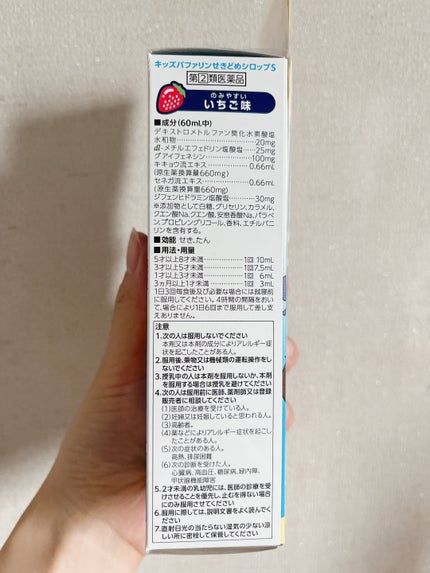 キッズバファリンせきどめシロップS
指定②類医薬品
のみやすい
いちご味
■成分(60mL中)
デキストロメトルファン臭化水素酸塩
水和物……20mg
dl-メチルエフェドリン塩酸塩……25mg
グアイフェネシン……100mg
キキョウ流エキス……0.66mL
(原生薬換算量660mg)
セネガ流エキス……0.66mL
(原生薬換算量660mg)
ジフェンヒドラミン塩酸塩……30mg
※添加物として白糖、グリセリン、カラメル、
クエン酸Na、クエン酸、安息香酸Na、パラベ
ン、プロピレングリコール、香料、エチルバニ
リンを含有する。
■効能 せき、たん
■用法・用量
5才以上8才未満……1回 10mL
3才以上5才未満……1回7.5mL
1才以上3才未満……1回 6mL
3ヵ月以上1才未満……1回 3mL
1日3回毎食後及び必要な場合には就寝前
に服用してください。4時間の間隔をおい
て、場合により1日6回まで服用して差し支
えありません。
注意
1.次の人は服用しないでください
本剤又は本剤の成分によりアレルギー症
状を起こしたことがある人。
2.服用後、乗物又は機械類の運転操作をし
ないでください
3.授乳中の人は本剤を服用しないか、本剤
を服用する場合は授乳を避けてください
4.次の人は服用前に医師、薬剤師又は登録
販売者に相談してください
(1)医師の治療を受けている人。
(2)妊婦又は妊娠していると思われる人。
(3)高齢者。
(4)薬などによりアレルギー症状を起こし
たことがある人。
(5)次の症状のある人。
高熱、排尿困難
(6)次の診断を受けた人。
心臓病、高血圧、糖尿病、緑内障、
甲状腺機能障害
5.2才未満の乳幼児には、医師の診療を受
けさせることを優先し、止むを得ない場合
にのみ服用させてください
6.服用に際しては、説明文書をよく読んでく
ださい
7.直射日光の当たらない湿気の少ない涼
しい所に密栓して保管してください